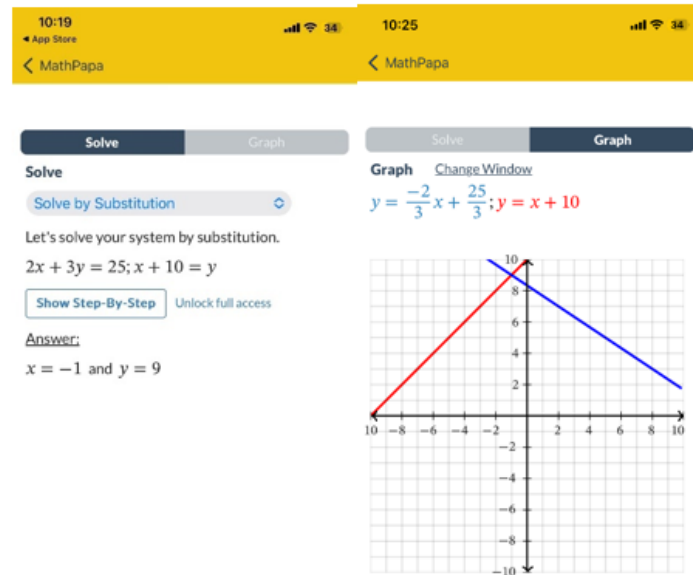 10:19
34
◄ App Store
< MathPapa
Solve Graph
Solve
Solve by Substitution
Let's solve your system by substitution.
2x + 3y = 25; x + 10 = y
Show Step-By-Step Unlock full access
Answer:
x = −1 and y = 9
10:25
34
< MathPapa
Solve Graph
Graph Change Window
y = −2/3 x + 25/3; y = x + 10
10
8
6
4
2
10 −8 −6 −4 −2 2 4 6 8 10
−2
−4
−6
−8
−10